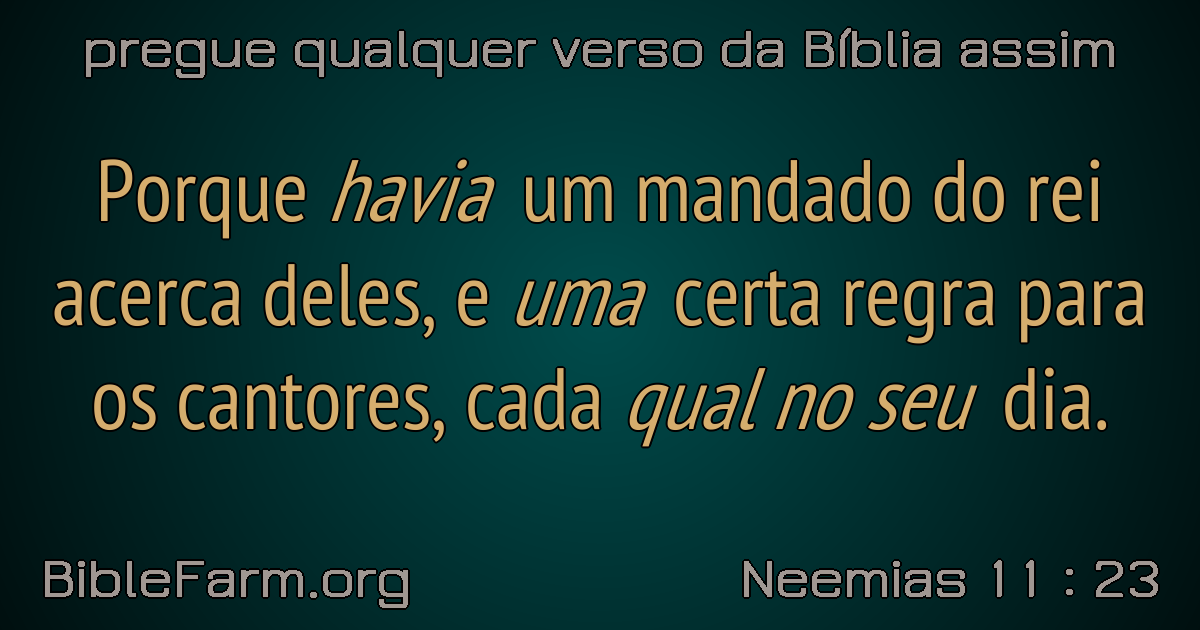 pregue qualquer verso da Bíblia assim
Porque havia um mandado do rei
acerca deles, e uma certa regra para
os cantores, cada qual no seu dia.
BibleFarm.org
Neemias 11 : 23